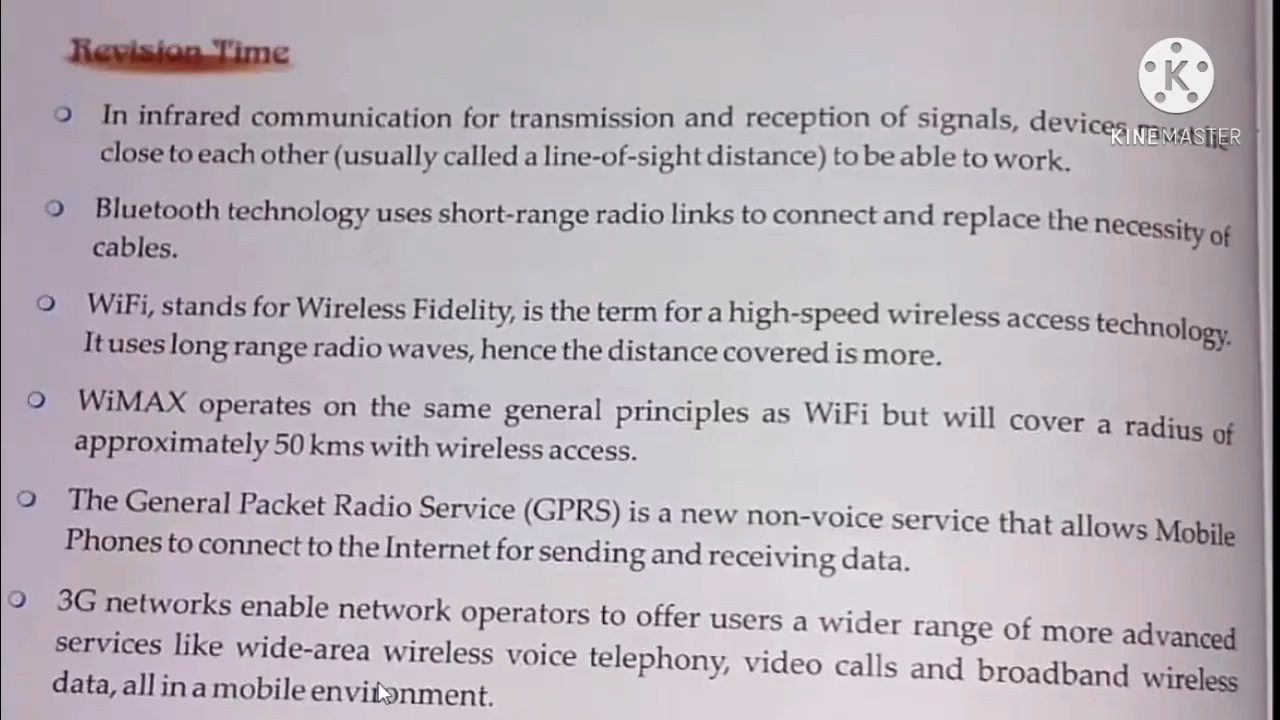 Revision Time
In infrared communication for transmission and reception of signals, devices
close to each other (usually called a line-of-sight distance) to be able to work.
Bluetooth technology uses short-range radio links to connect and replace the necessity of
cables.
WiFi, stands for Wireless Fidelity, is the term for a high-speed wireless access technology.
It uses long range radio waves, hence the distance covered is more.
WiMAX operates on the same general principles as WiFi but will cover a radius of
approximately 50 kms with wireless access.
The General Packet Radio Service (GPRS) is a new non-voice service that allows Mobile
Phones to connect to the Internet for sending and receiving data.
3G networks enable network operators to offer users a wider range of more advanced
services like wide-area wireless voice telephony, video calls and broadband wireless
data, all in a mobile environment.
K
KINEMASTER